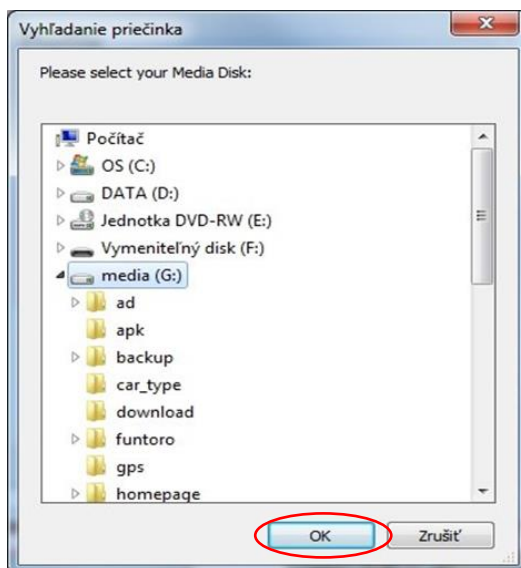 Vyhľadanie priečinka
Please select your Media Disk:
Počítač
OS (C:)
DATA (D:)
Jednotka DVD-RW (E:)
Vymeniteľný disk (F:)
media (G:)
ad
apk
backup
car_type
download
funtoro
gps
homepage
OK
Zrušiť